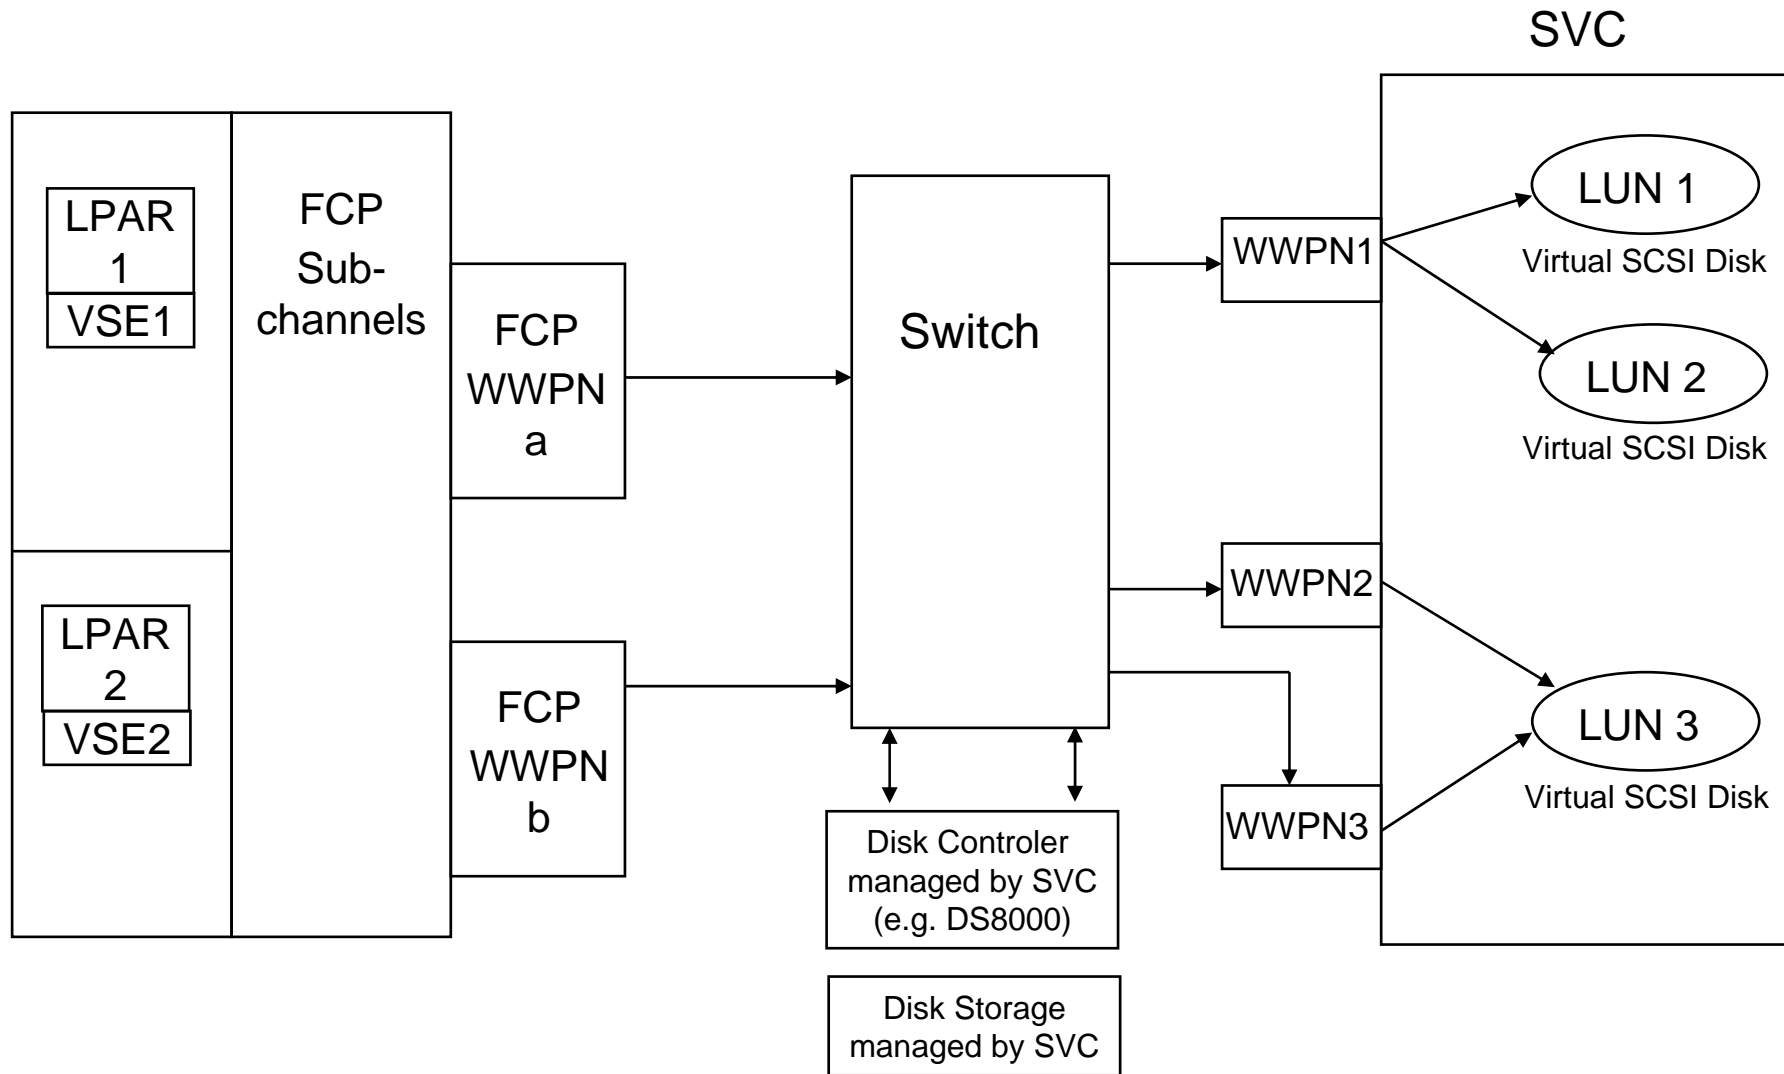 SVC
LPAR
1
VSE1
FCP
Sub-
channels
FCP
WWPN
a
Switch
WWPN1
LUN 1
Virtual SCSI Disk
LUN 2
Virtual SCSI Disk
LPAR
2
VSE2
FCP
WWPN
b
WWPN2
WWPN3
LUN 3
Virtual SCSI Disk
Disk Controler
managed by SVC
(e.g. DS8000)
Disk Storage
managed by SVC